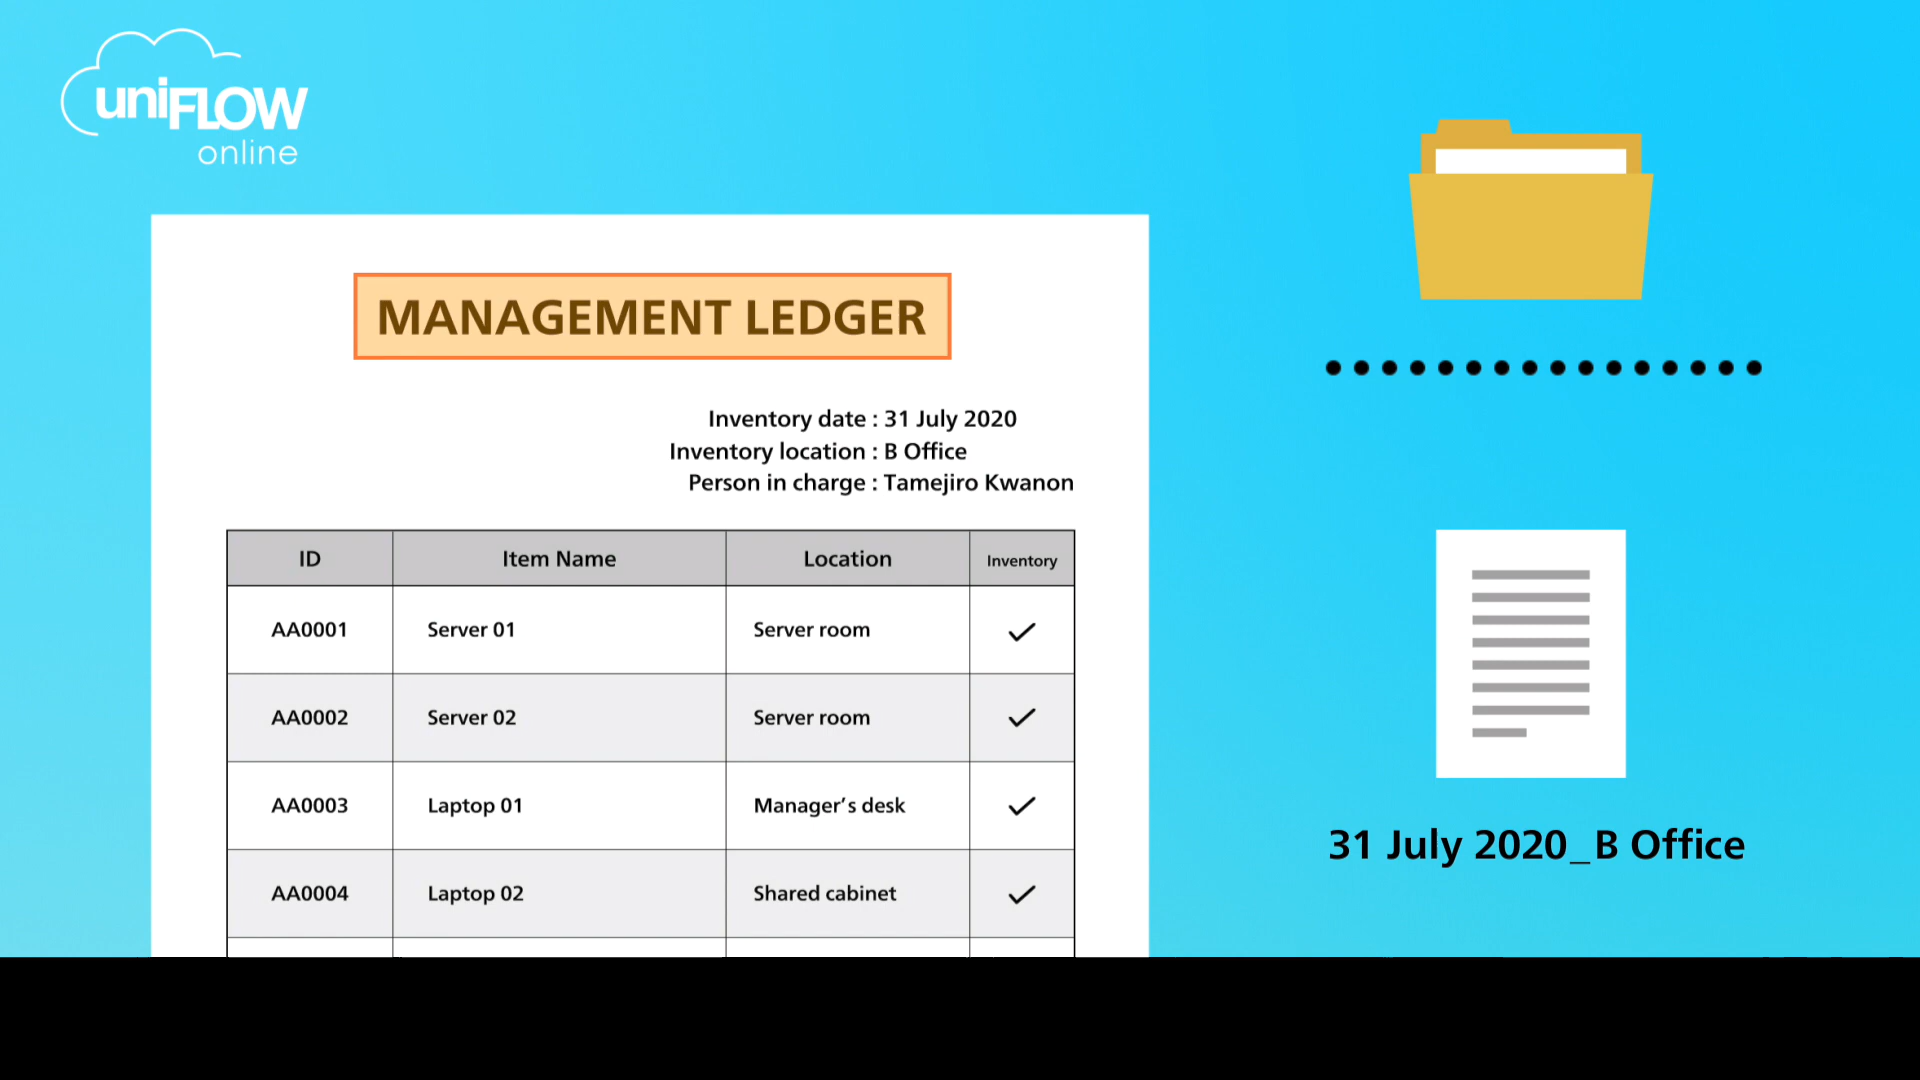 uniFLOW
online
MANAGEMENT LEDGER
Inventory date : 31 July 2020
Inventory location : B Office
Person in charge : Tamejiro Kwanon
ID Item Name Location Inventory
AA0001 Server 01 Server room ✓
AA0002 Server 02 Server room ✓
AA0003 Laptop 01 Manager's desk ✓
AA0004 Laptop 02 Shared cabinet ✓
31 July 2020_B Office